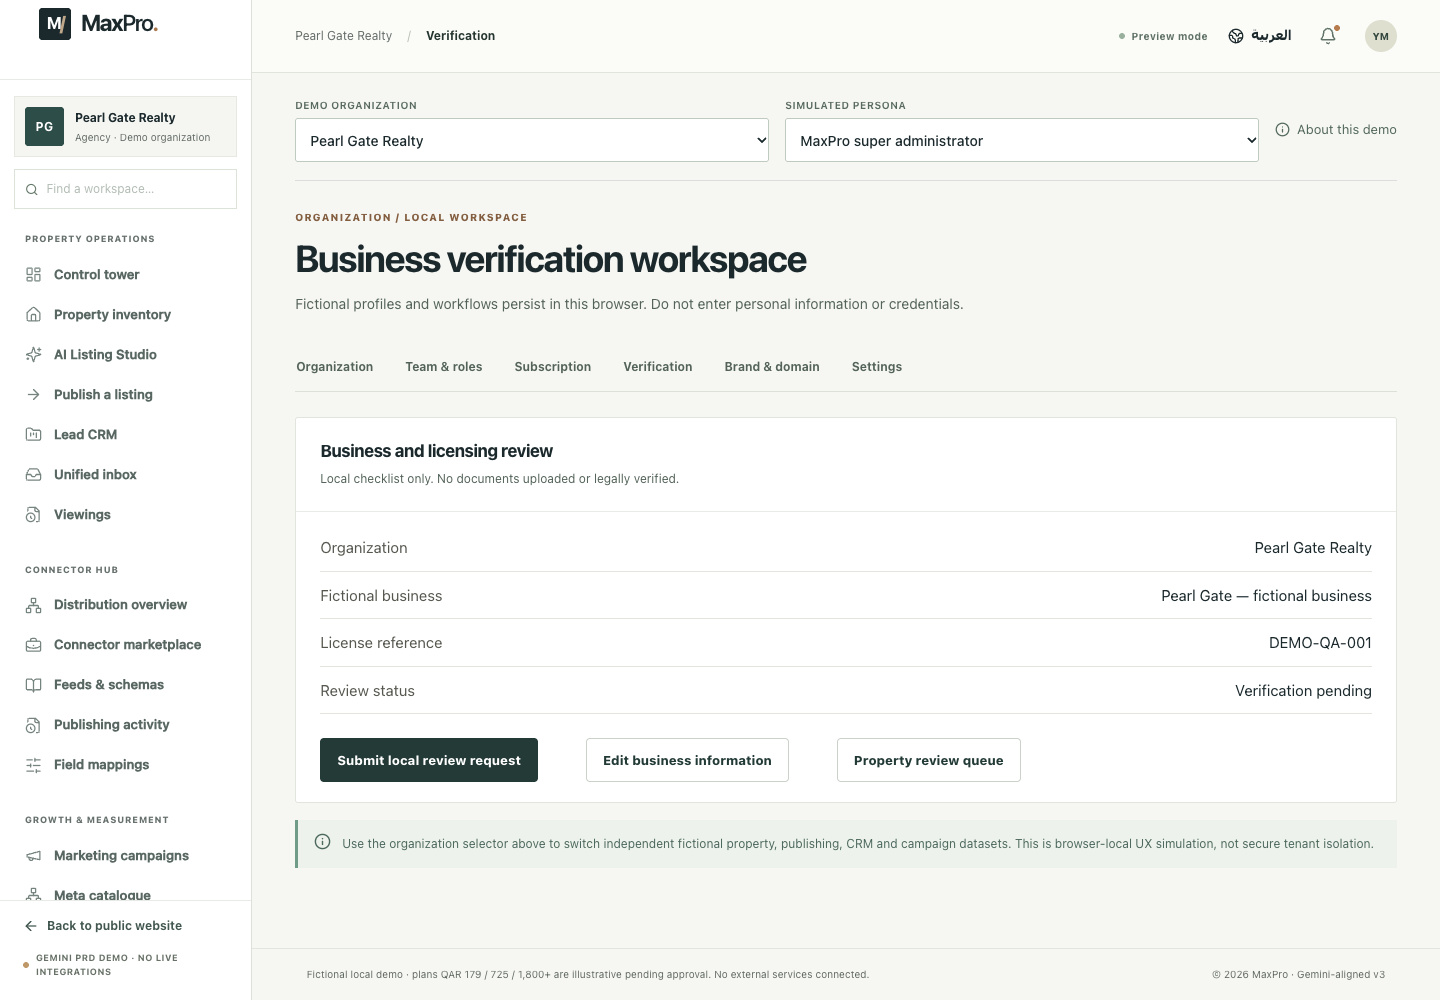 M/ MaxPro.
PG
Pearl Gate Realty
Agency · Demo organization
Find a workspace...
PROPERTY OPERATIONS
Control tower
Property inventory
AI Listing Studio
Publish a listing
Lead CRM
Unified inbox
Viewings
CONNECTOR HUB
Distribution overview
Connector marketplace
Feeds & schemas
Publishing activity
Field mappings
GROWTH & MEASUREMENT
Marketing campaigns
Meta catalogue
Back to public website
GEMINI PRD DEMO · NO LIVE
INTEGRATIONS
Pearl Gate Realty / Verification
Preview mode
العربية
YM
DEMO ORGANIZATION
Pearl Gate Realty
SIMULATED PERSONA
MaxPro super administrator
About this demo
ORGANIZATION / LOCAL WORKSPACE
Business verification workspace
Fictional profiles and workflows persist in this browser. Do not enter personal information or credentials.
Organization Team & roles Subscription Verification Brand & domain Settings
Business and licensing review
Local checklist only. No documents uploaded or legally verified.
Organization Pearl Gate Realty
Fictional business Pearl Gate — fictional business
License reference DEMO-QA-001
Review status Verification pending
Submit local review request Edit business information Property review queue
Use the organization selector above to switch independent fictional property, publishing, CRM and campaign datasets. This is browser-local UX simulation, not secure tenant isolation.
Fictional local demo · plans QAR 179 / 725 / 1,800+ are illustrative pending approval. No external services connected.
© 2026 MaxPro · Gemini-aligned v3